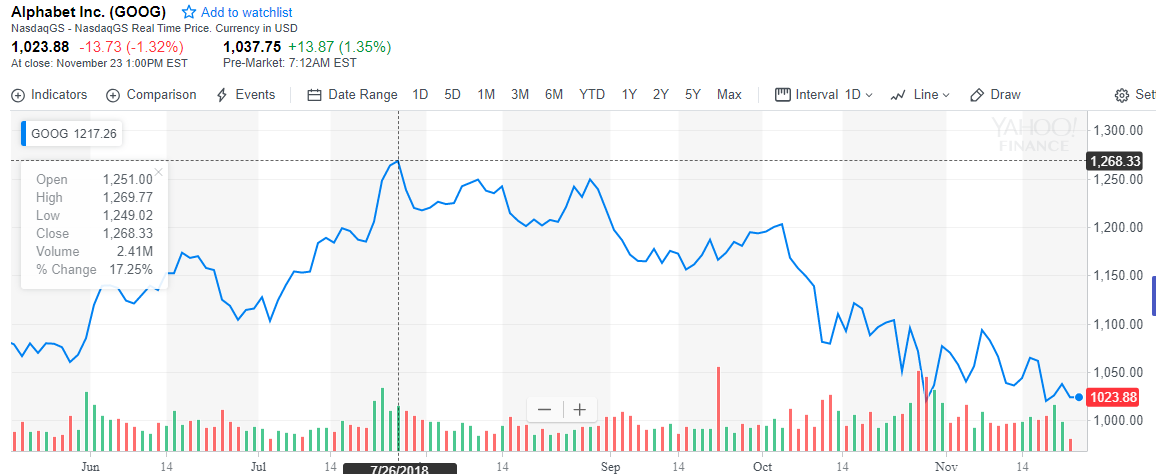 Alphabet Inc. (GOOG) Add to watchlist
NasdaqGS - NasdaqGS Real Time Price. Currency in USD
1,023.88 -13.73 (-1.32%) 1,037.75 +13.87 (1.35%)
At close: November 23 1:00PM EST Pre-Market: 7:12AM EST
Indicators Comparison Events Date Range 1D 5D 1M 3M 6M YTD 1Y 2Y 5Y Max Interval 1D Line Draw Set
GOOG 1217.26
YAHOO!
FINANCE
1,300.00
1,268.33
Open 1,251.00
High 1,269.77
Low 1,249.02
Close 1,268.33
Volume 2.41M
% Change 17.25%
1,250.00
1,200.00
1,150.00
1,100.00
1,050.00
1023.88
1,000.00
Jun 14 Jul 14 7/26/2018 14 Sep 14 Oct 14 Nov 14